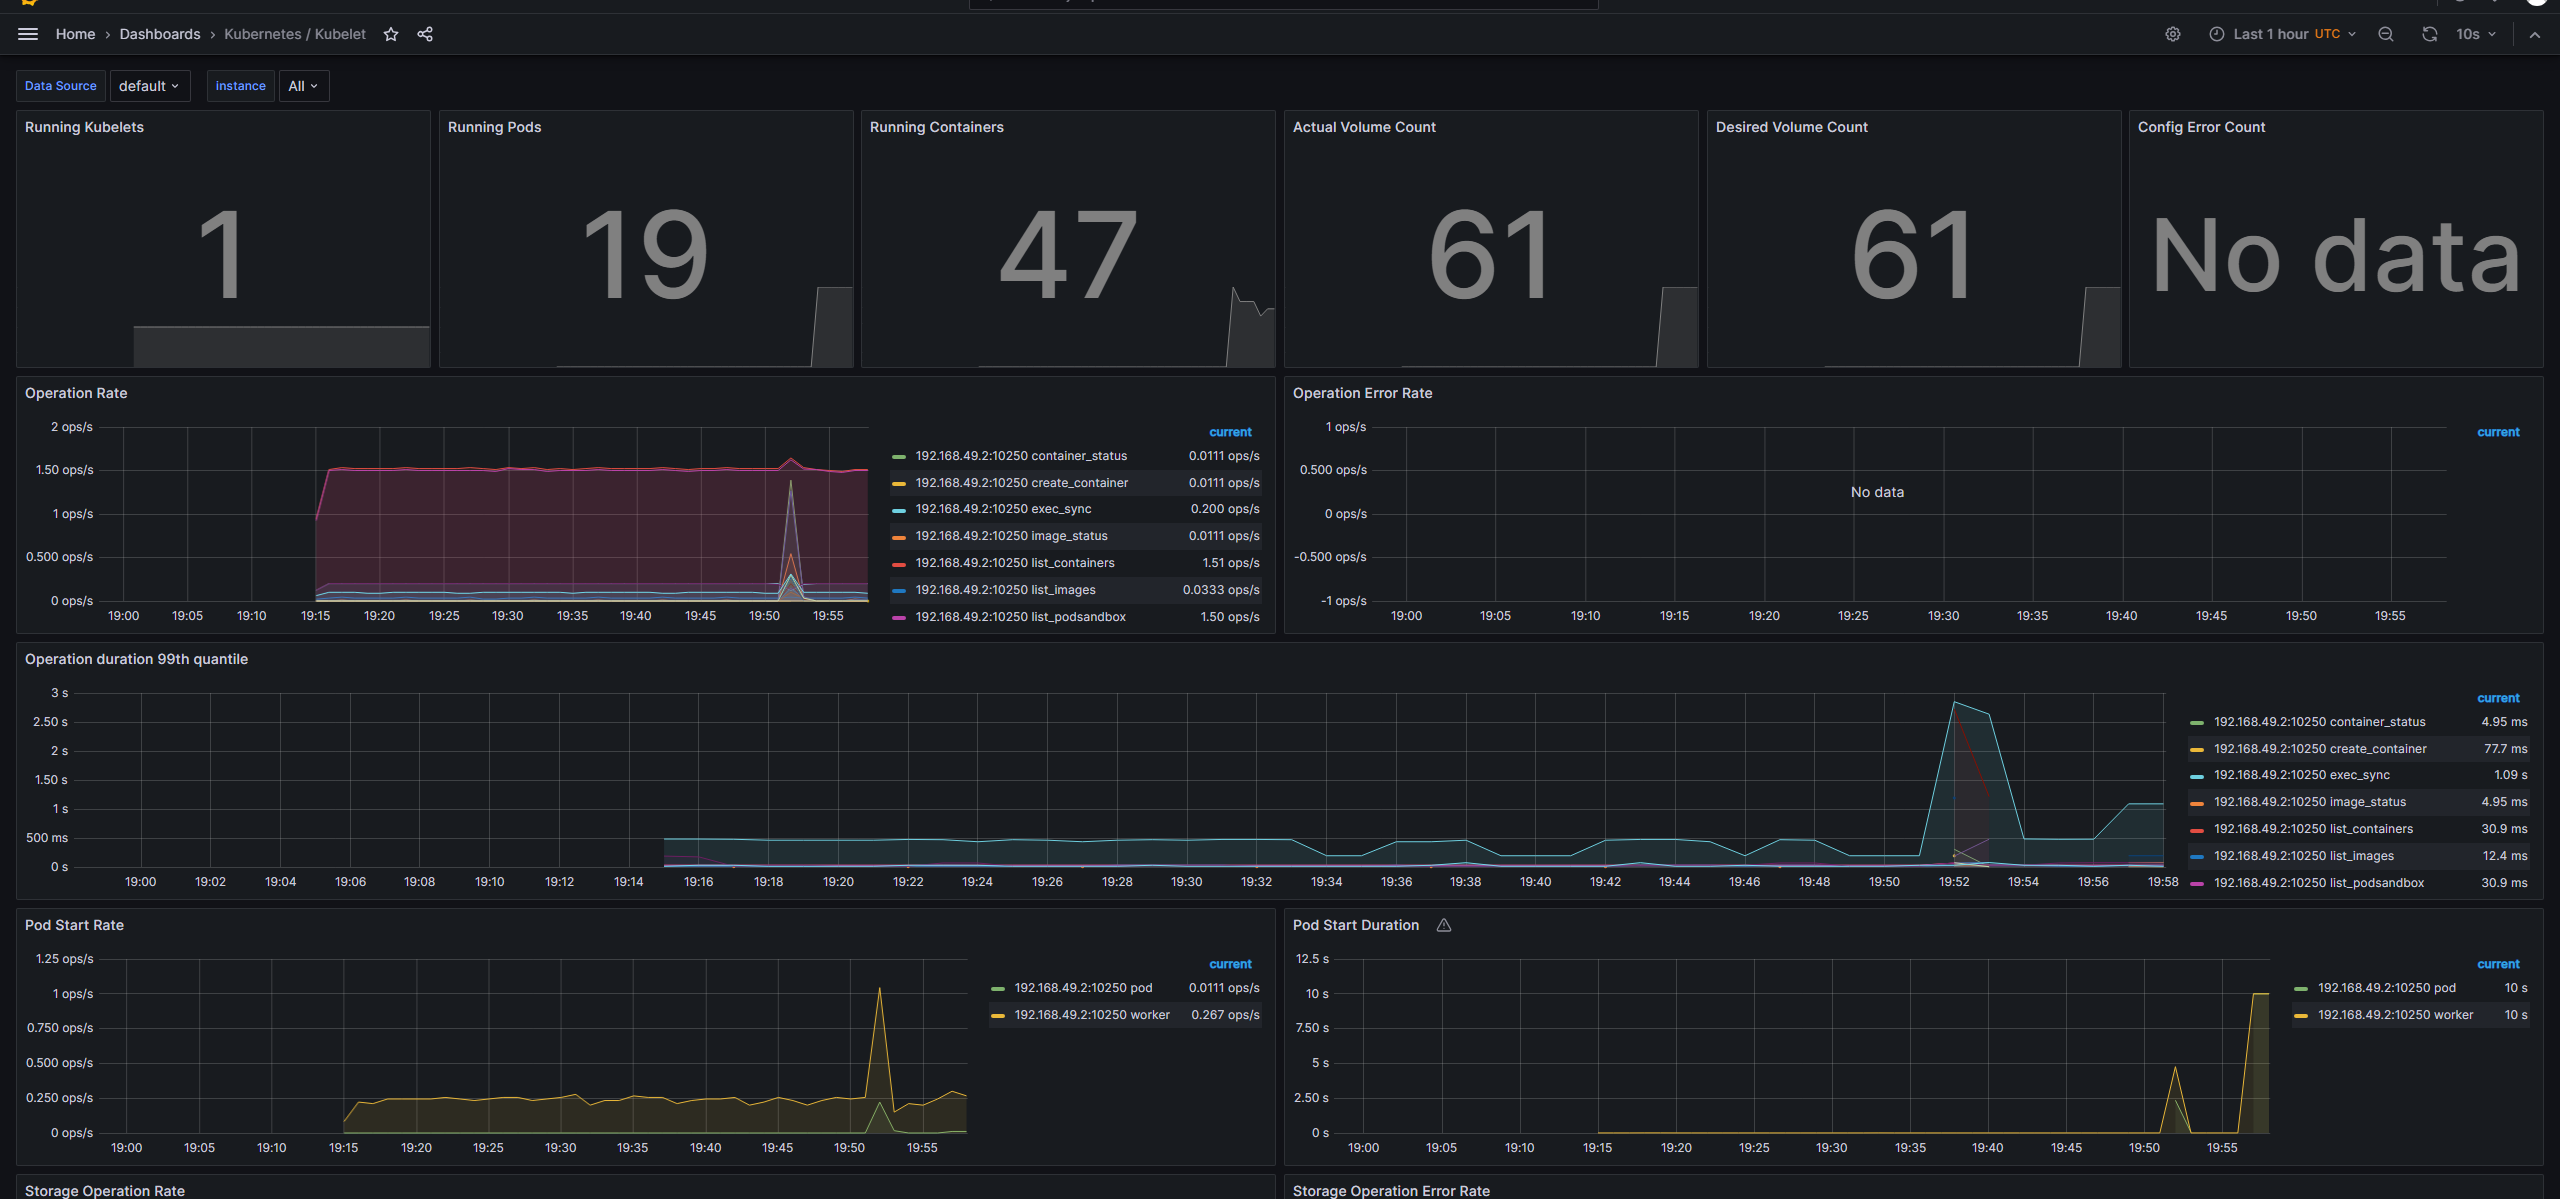 Home › Dashboards › Kubernetes / Kubelet
Last 1 hour UTC
10s
Data Source default instance All
Running Kubelets
1
Running Pods
19
Running Containers
47
Actual Volume Count
61
Desired Volume Count
61
Config Error Count
No data
Operation Rate
2 ops/s
1.50 ops/s
1 ops/s
0.500 ops/s
0 ops/s
19:00 19:05 19:10 19:15 19:20 19:25 19:30 19:35 19:40 19:45 19:50 19:55
current
192.168.49.2:10250 container_status 0.0111 ops/s
192.168.49.2:10250 create_container 0.0111 ops/s
192.168.49.2:10250 exec_sync 0.200 ops/s
192.168.49.2:10250 image_status 0.0111 ops/s
192.168.49.2:10250 list_containers 1.51 ops/s
192.168.49.2:10250 list_images 0.0333 ops/s
192.168.49.2:10250 list_podsandbox 1.50 ops/s
Operation Error Rate
1 ops/s
0.500 ops/s
0 ops/s
-0.500 ops/s
-1 ops/s
No data
19:00 19:05 19:10 19:15 19:20 19:25 19:30 19:35 19:40 19:45 19:50 19:55
current
Operation duration 99th quantile
3 s
2.50 s
2 s
1.50 s
1 s
500 ms
0 s
19:00 19:02 19:04 19:06 19:08 19:10 19:12 19:14 19:16 19:18 19:20 19:22 19:24 19:26 19:28 19:30 19:32 19:34 19:36 19:38 19:40 19:42 19:44 19:46 19:48 19:50 19:52 19:54 19:56 19:58
current
192.168.49.2:10250 container_status 4.95 ms
192.168.49.2:10250 create_container 77.7 ms
192.168.49.2:10250 exec_sync 1.09 s
192.168.49.2:10250 image_status 4.95 ms
192.168.49.2:10250 list_containers 30.9 ms
192.168.49.2:10250 list_images 12.4 ms
192.168.49.2:10250 list_podsandbox 30.9 ms
Pod Start Rate
1.25 ops/s
1 ops/s
0.750 ops/s
0.500 ops/s
0.250 ops/s
0 ops/s
19:00 19:05 19:10 19:15 19:20 19:25 19:30 19:35 19:40 19:45 19:50 19:55
current
192.168.49.2:10250 pod 0.0111 ops/s
192.168.49.2:10250 worker 0.267 ops/s
Pod Start Duration
12.5 s
10 s
7.50 s
5 s
2.50 s
0 s
19:00 19:05 19:10 19:15 19:20 19:25 19:30 19:35 19:40 19:45 19:50 19:55
current
192.168.49.2:10250 pod 10 s
192.168.49.2:10250 worker 10 s
Storage Operation Rate
Storage Operation Error Rate